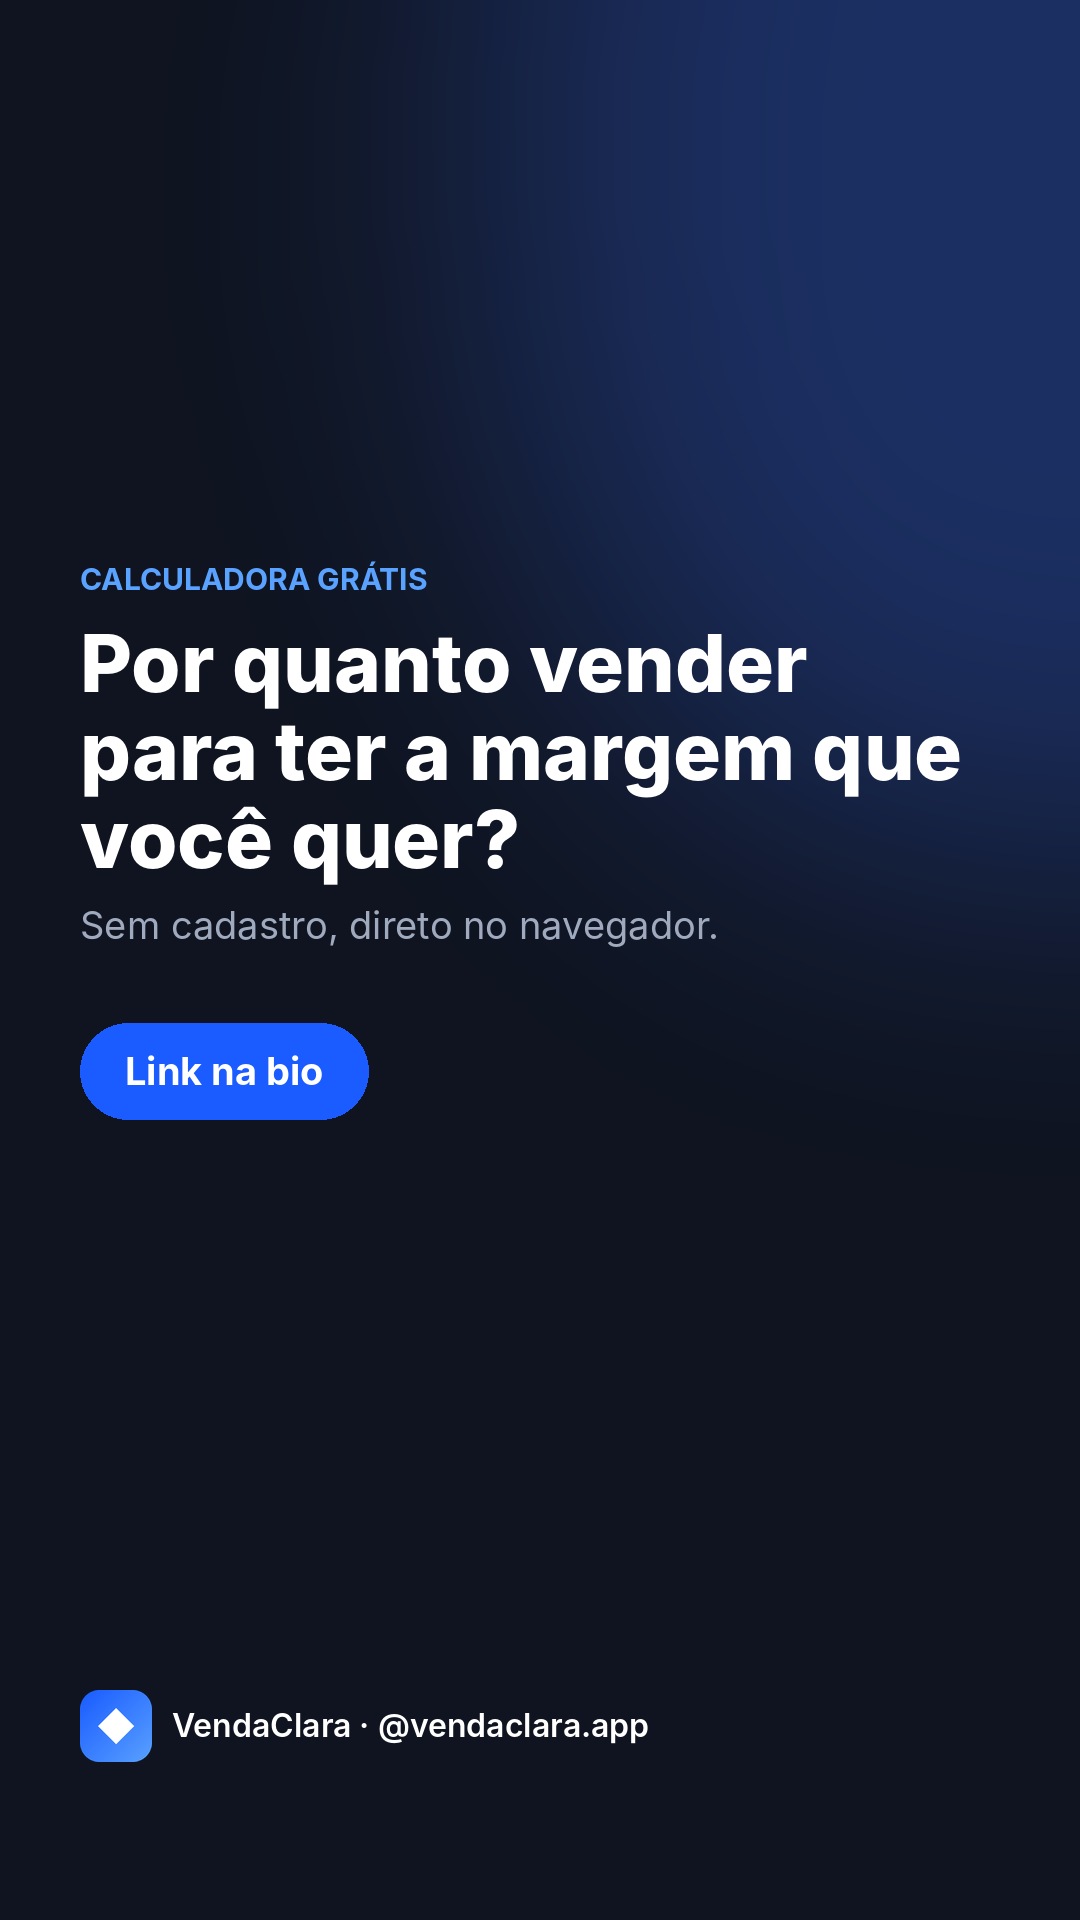 CALCULADORA GRÁTIS
Por quanto vender
para ter a margem que
você quer?
Sem cadastro, direto no navegador.
Link na bio
VendaClara · @vendaclara.app